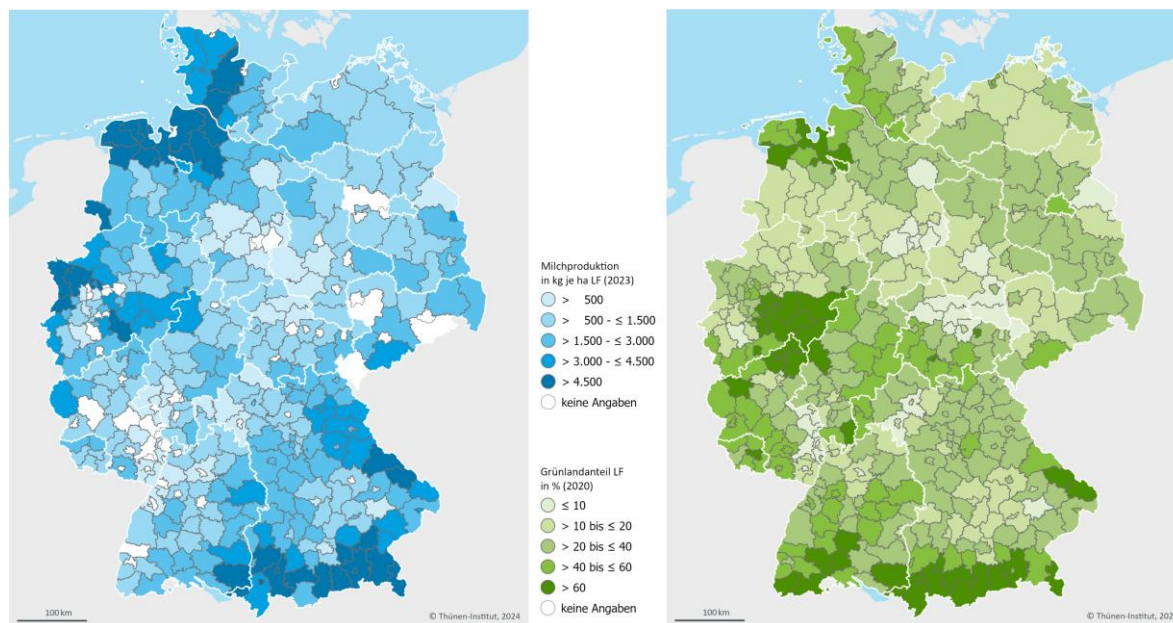 Milchproduktion
in kg je ha LF (2023)
> 500
> 500 - ≤ 1.500
> 1.500 - ≤ 3.000
> 3.000 - ≤ 4.500
> 4.500
keine Angaben
Grünlandanteil LF
in % (2020)
≤ 10
> 10 bis ≤ 20
> 20 bis ≤ 40
> 40 bis ≤ 60
> 60
keine Angaben
100 km
© Thünen-Institut, 2024
100 km
© Thünen-Institut, 202